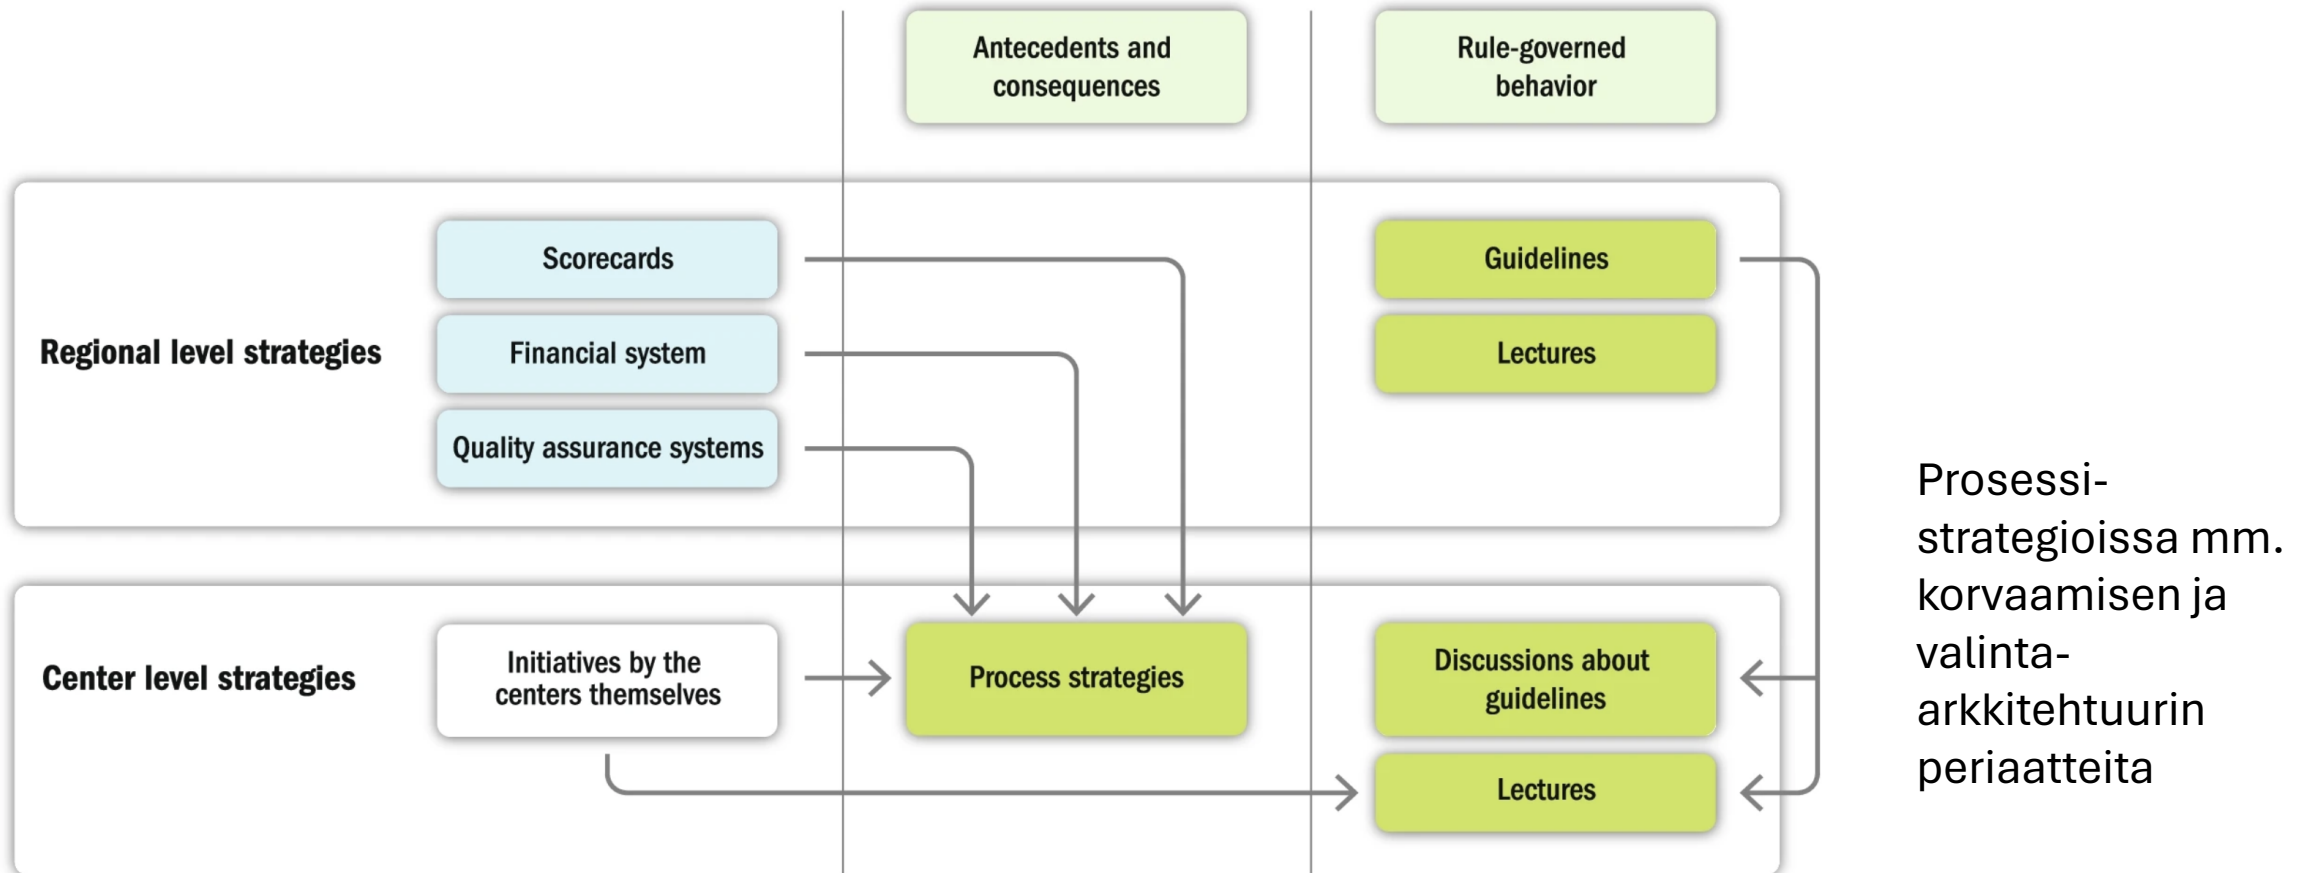 Antecedents and
consequences
Rule-governed
behavior
Regional level strategies
Scorecards
Financial system
Quality assurance systems
Guidelines
Lectures
Center level strategies
Initiatives by the
centers themselves
Process strategies
Discussions about
guidelines
Lectures
Prosessi-
strategioissa mm.
korvaamisen ja
valinta-
arkkitehtuurin
periaatteita